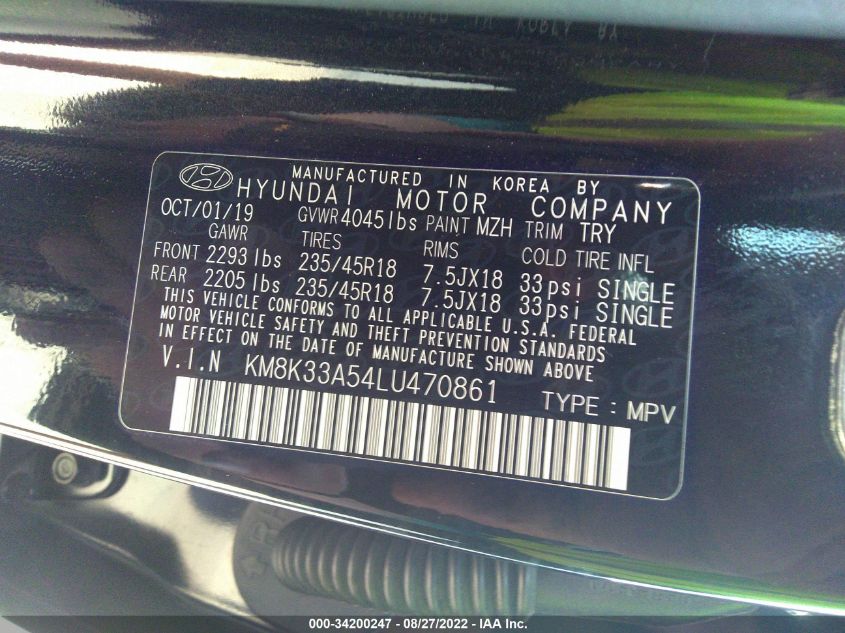 MANUFACTURED IN KOREA BY
HYUNDAI MOTOR COMPANY
OCT/01/19 GVWR 4045lbs PAINT MZH TRIM TRY
GAWR TIRES RIMS COLD TIRE INFL
FRONT 2293 lbs 235/45R18 7.5JX18 33psi SINGLE
REAR 2205 lbs 235/45R18 7.5JX18 33psi SINGLE
THIS VEHICLE CONFORMS TO ALL APPLICABLE U.S.A. FEDERAL
MOTOR VEHICLE SAFETY AND THEFT PREVENTION STANDARDS
IN EFFECT ON THE DATE OF MANUFACTURE SHOWN ABOVE
V.I.N KM8K33A54LU470861
TYPE : MPV
000-34200247 - 08/27/2022 - IAA Inc.